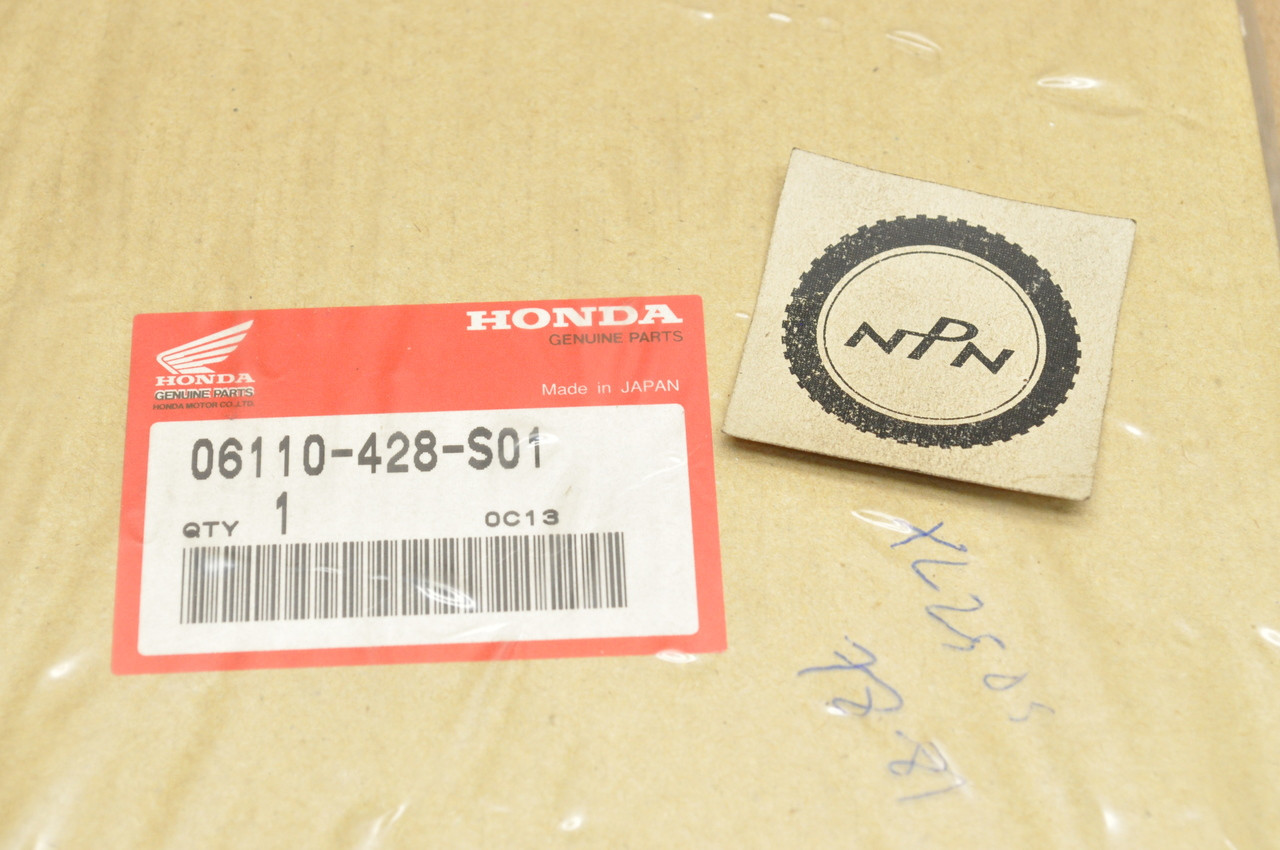 HONDA
GENUINE PARTS
Made in JAPAN
HONDA
GENUINE PARTS
HONDA MOTOR CO.,LTD.
06110-428-S01
QTY 1 0C13
NPN
XL250S
81